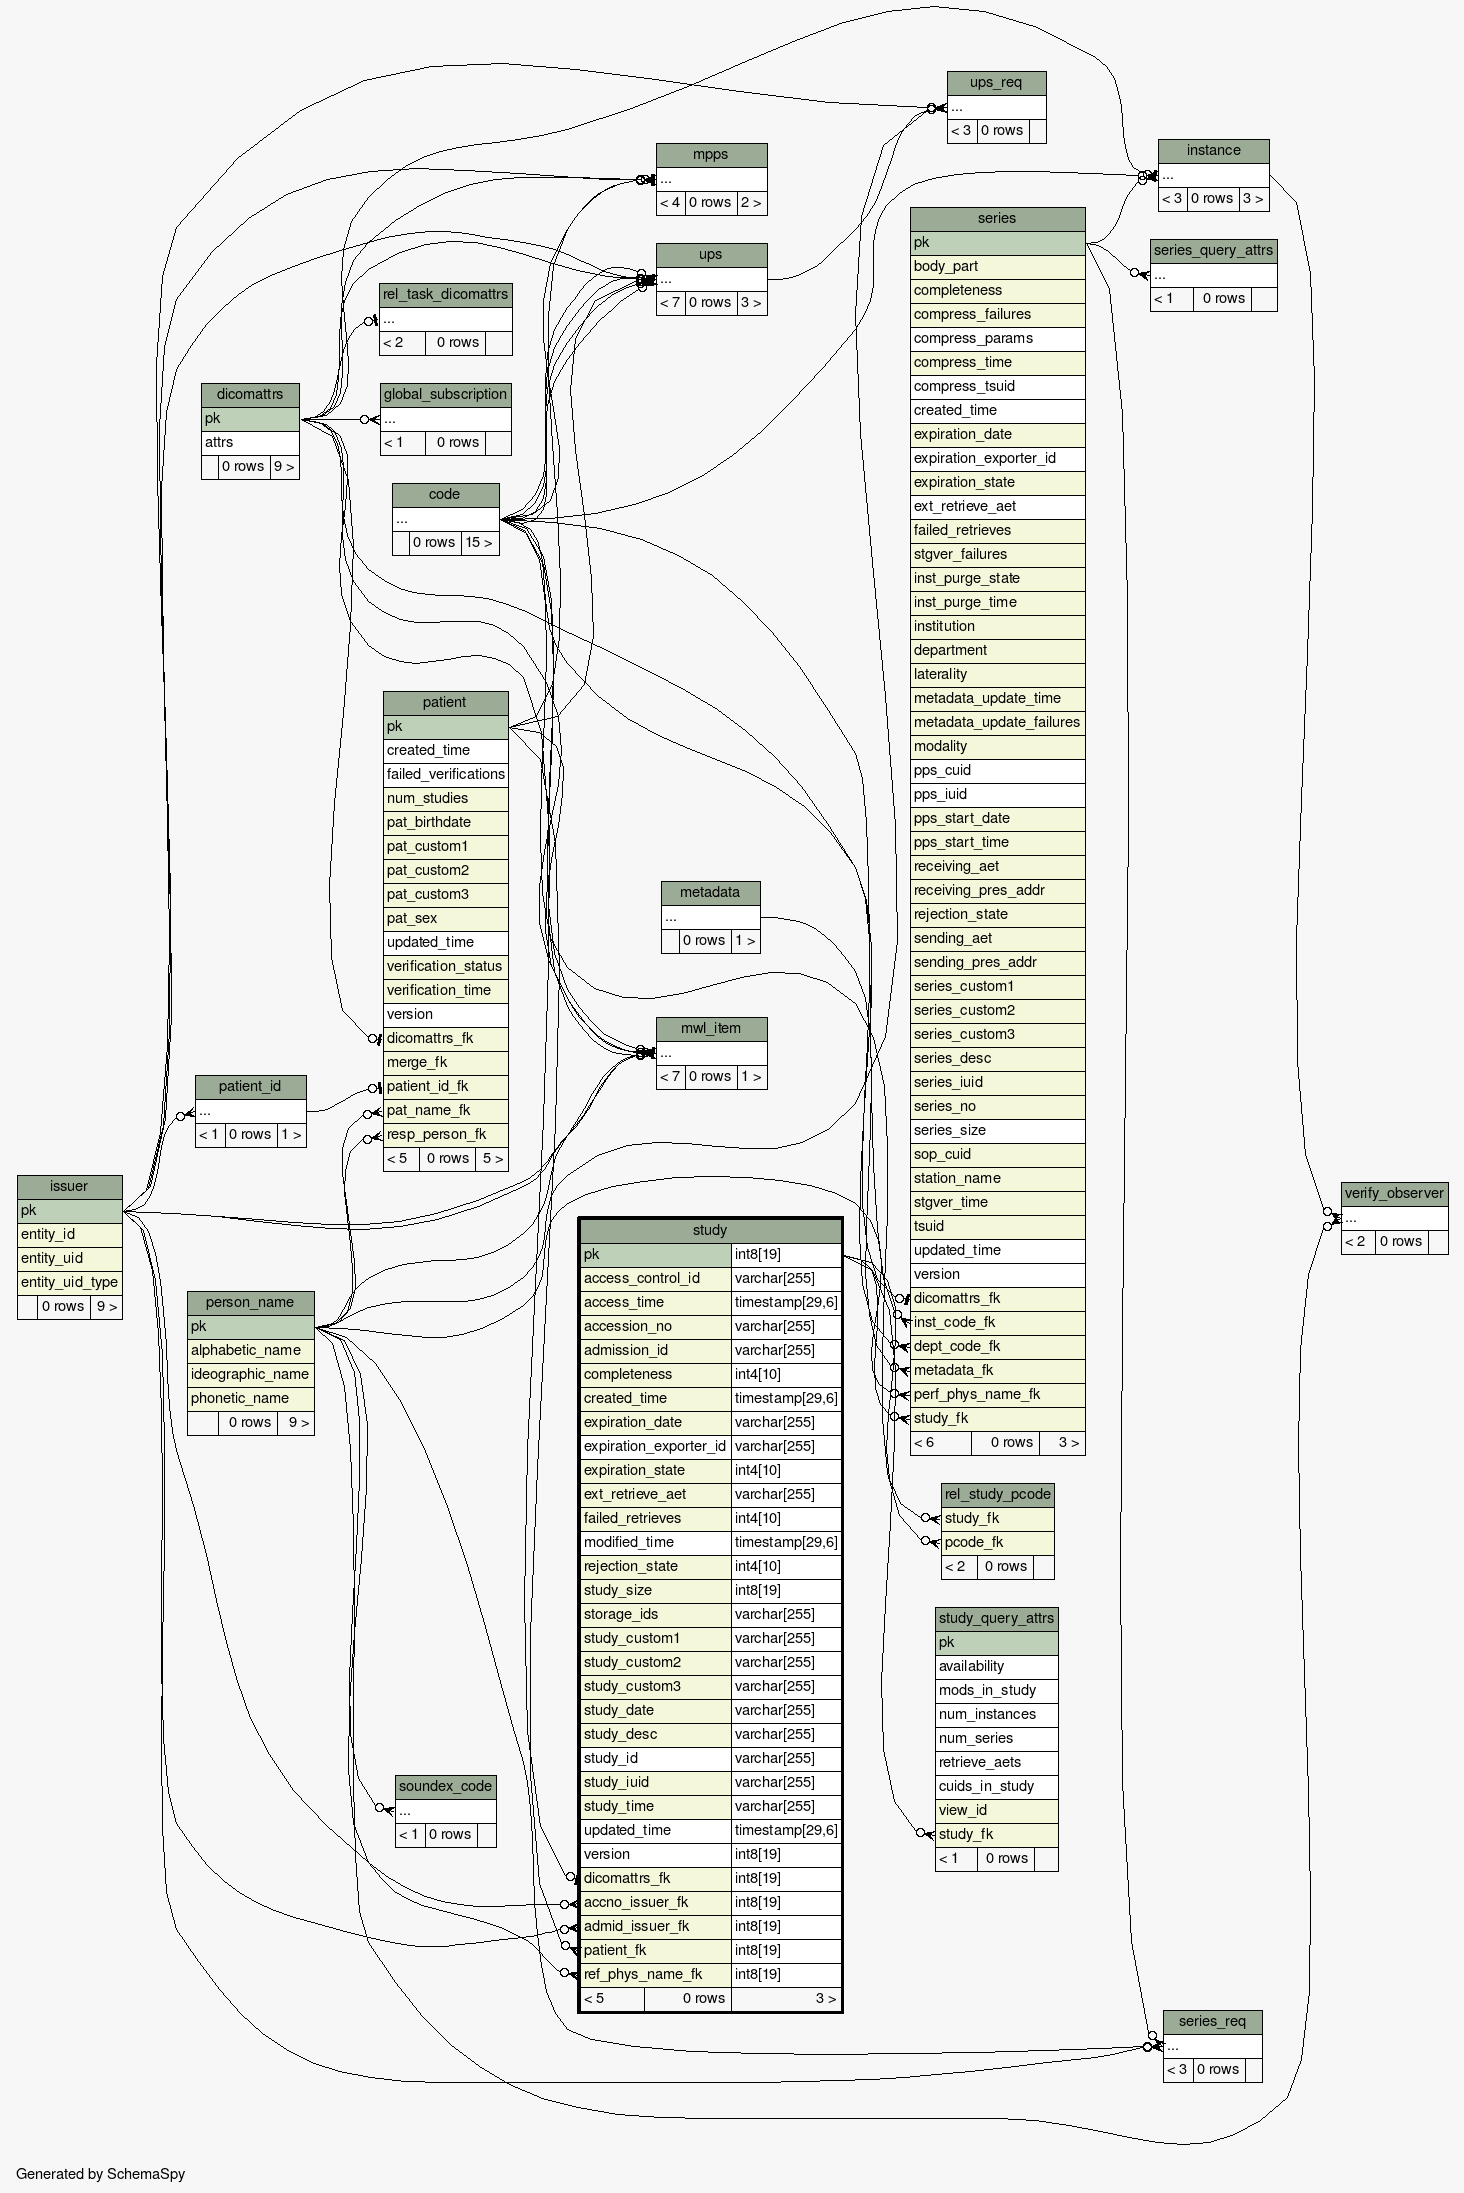 ups_req
...
< 3 0 rows
mpps
...
< 4 0 rows 2 >
instance
...
< 3 0 rows 3 >
ups
...
< 7 0 rows 3 >
series_query_attrs
...
< 1 0 rows
rel_task_dicomattrs
...
< 2 0 rows
dicomattrs
pk
attrs
0 rows 9 >
global_subscription
...
< 1 0 rows
code
...
0 rows 15 >
series
pk
body_part
completeness
compress_failures
compress_params
compress_time
compress_tsuid
created_time
expiration_date
expiration_exporter_id
expiration_state
ext_retrieve_aet
failed_retrieves
stgver_failures
inst_purge_state
inst_purge_time
institution
department
laterality
metadata_update_time
metadata_update_failures
modality
pps_cuid
pps_iuid
pps_start_date
pps_start_time
receiving_aet
receiving_pres_addr
rejection_state
sending_aet
sending_pres_addr
series_custom1
series_custom2
series_custom3
series_desc
series_iuid
series_no
series_size
sop_cuid
station_name
stgver_time
tsuid
updated_time
version
dicomattrs_fk
inst_code_fk
dept_code_fk
metadata_fk
perf_phys_name_fk
study_fk
< 6 0 rows 3 >
patient
pk
created_time
failed_verifications
num_studies
pat_birthdate
pat_custom1
pat_custom2
pat_custom3
pat_sex
updated_time
verification_status
verification_time
version
dicomattrs_fk
merge_fk
patient_id_fk
pat_name_fk
resp_person_fk
< 5 0 rows 5 >
metadata
...
0 rows 1 >
mwl_item
...
< 7 0 rows 1 >
patient_id
...
< 1 0 rows 1 >
issuer
pk
entity_id
entity_uid
entity_uid_type
0 rows 9 >
verify_observer
...
< 2 0 rows
person_name
pk
alphabetic_name
ideographic_name
phonetic_name
0 rows 9 >
study
pk int8[19]
access_control_id varchar[255]
access_time timestamp[29,6]
accession_no varchar[255]
admission_id varchar[255]
completeness int4[10]
created_time timestamp[29,6]
expiration_date varchar[255]
expiration_exporter_id varchar[255]
expiration_state int4[10]
ext_retrieve_aet varchar[255]
failed_retrieves int4[10]
modified_time timestamp[29,6]
rejection_state int4[10]
study_size int8[19]
storage_ids varchar[255]
study_custom1 varchar[255]
study_custom2 varchar[255]
study_custom3 varchar[255]
study_date varchar[255]
study_desc varchar[255]
study_id varchar[255]
study_iuid varchar[255]
study_time varchar[255]
updated_time timestamp[29,6]
version int8[19]
dicomattrs_fk int8[19]
accno_issuer_fk int8[19]
admid_issuer_fk int8[19]
patient_fk int8[19]
ref_phys_name_fk int8[19]
< 5 0 rows 3 >
rel_study_pcode
study_fk
pcode_fk
< 2 0 rows
study_query_attrs
pk
availability
mods_in_study
num_instances
num_series
retrieve_aets
cuids_in_study
view_id
study_fk
< 1 0 rows
soundex_code
...
< 1 0 rows
series_req
...
< 3 0 rows
Generated by SchemaSpy